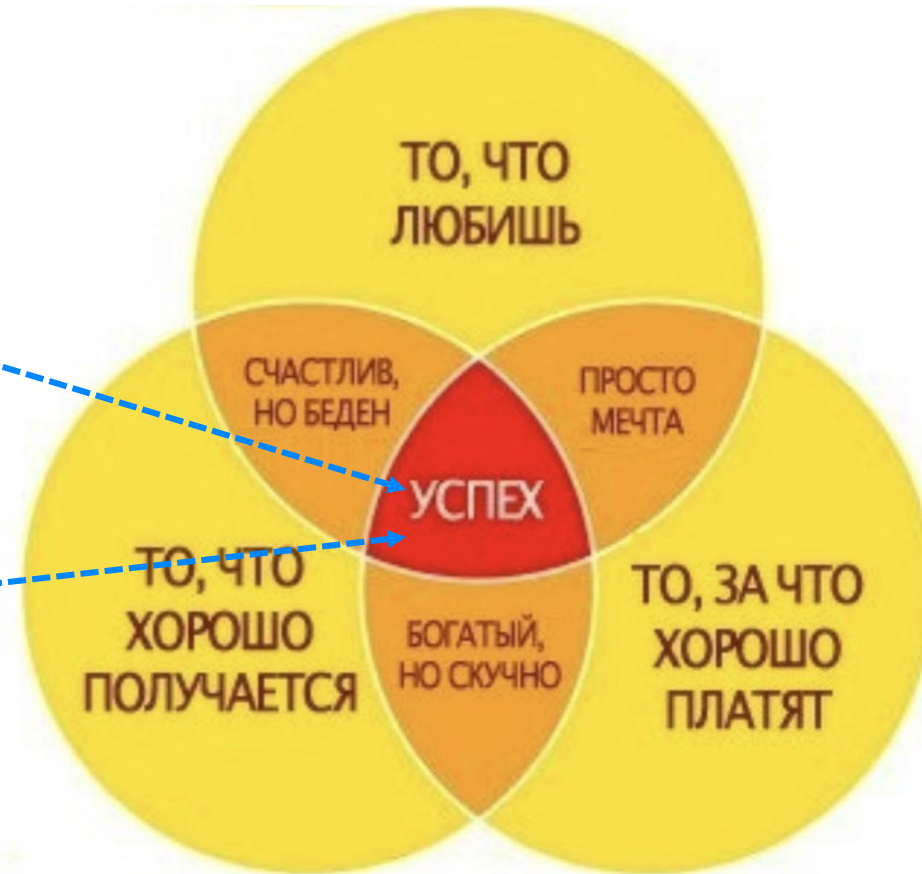 ТО, ЧТО
ЛЮБИШЬ
СЧАСТЛИВ,
НО БЕДЕН
ПРОСТО
МЕЧТА
УСПЕХ
ТО, ЧТО
ХОРОШО
ПОЛУЧАЕТСЯ
БОГАТЫЙ,
НО СКУЧНО
ТО, ЗА ЧТО
ХОРОШО
ПЛАТЯТ